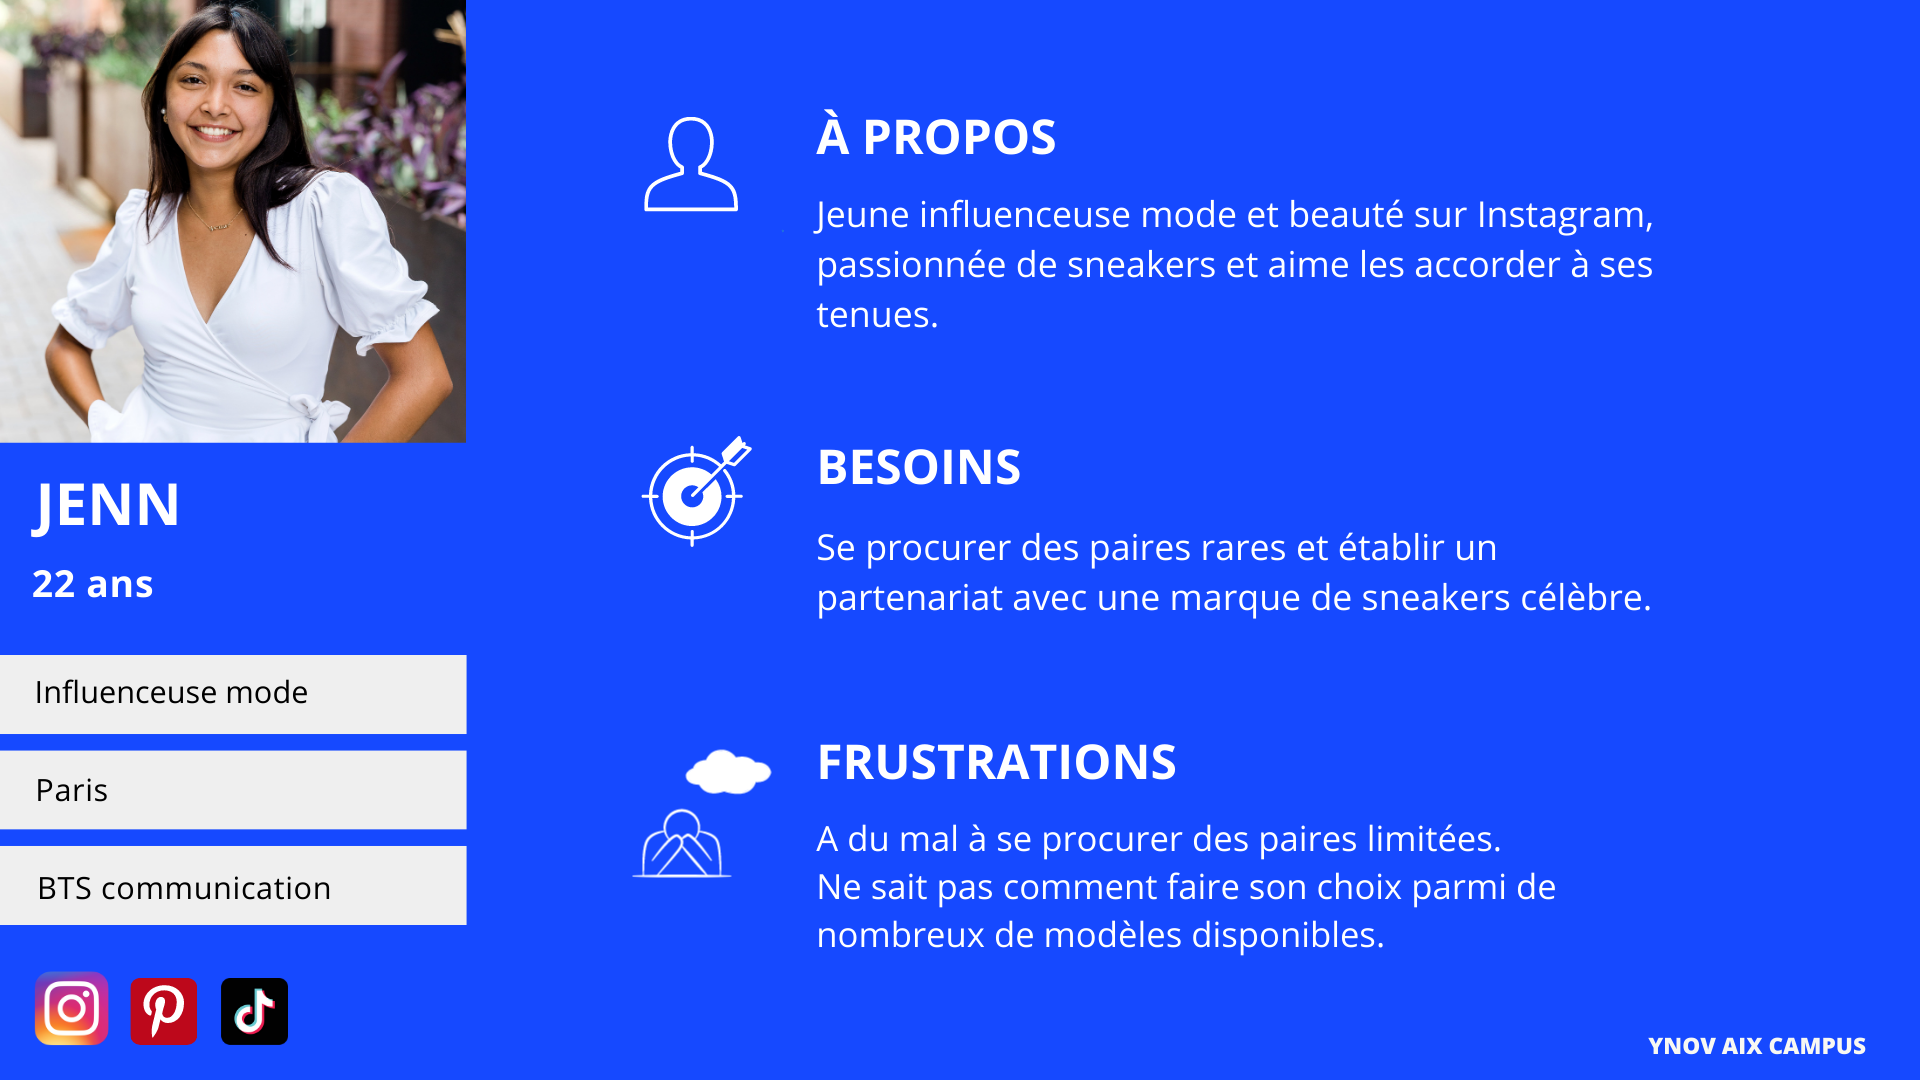 JENN
22 ans
Influenceuse mode
Paris
BTS communication
À PROPOS
Jeune influenceuse mode et beauté sur Instagram,
passionnée de sneakers et aime les accorder à ses
tenues.
BESOINS
Se procurer des paires rares et établir un
partenariat avec une marque de sneakers célèbre.
FRUSTRATIONS
A du mal à se procurer des paires limitées.
Ne sait pas comment faire son choix parmi de
nombreux de modèles disponibles.
YNOV AIX CAMPUS